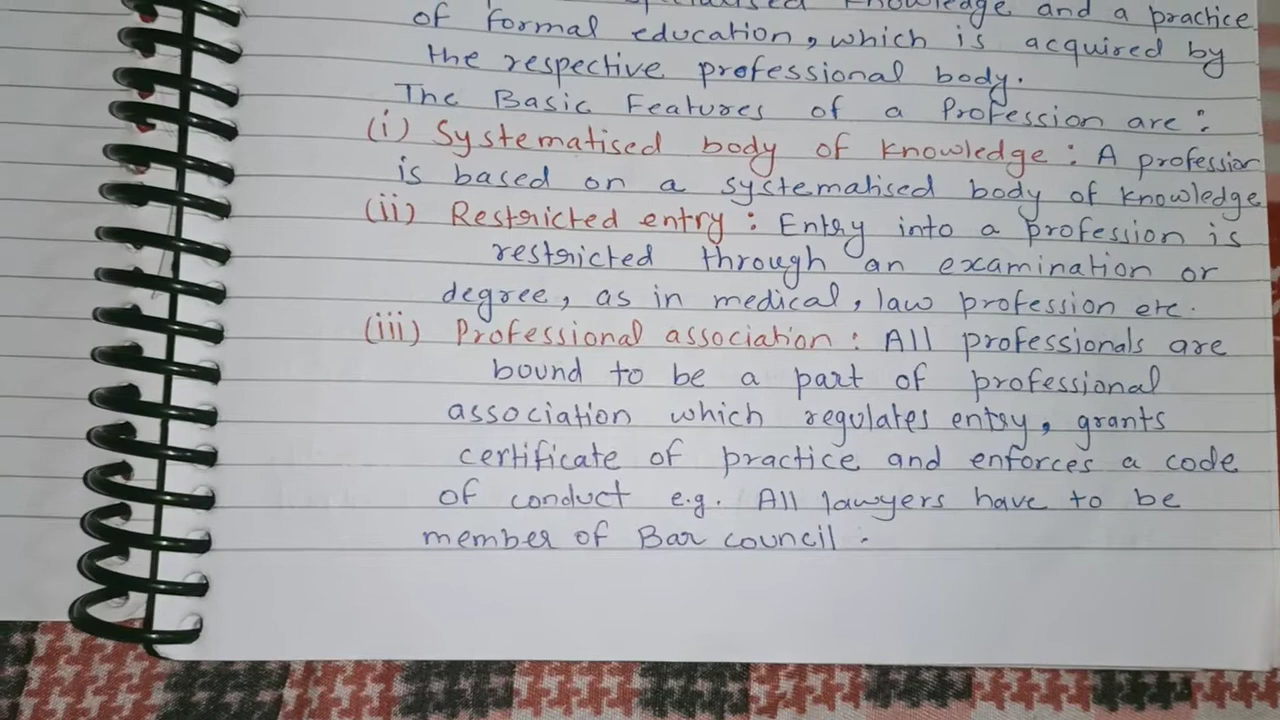 knowledge and a practice
of formal education, which is acquired by
the respective professional body.
The Basic Features of a Profession are:
(i) Systematised body of knowledge: A profession
is based on a systematised body of knowledge
(ii) Restricted entry: Entry into a profession is
restricted through an examination or
degree, as in medical, law profession etc.
(iii) Professional association: All professionals are
bound to be a part of professional
association which regulates entry, grants
certificate of practice and enforces a code
of conduct e.g. All lawyers have to be
member of Bar council.